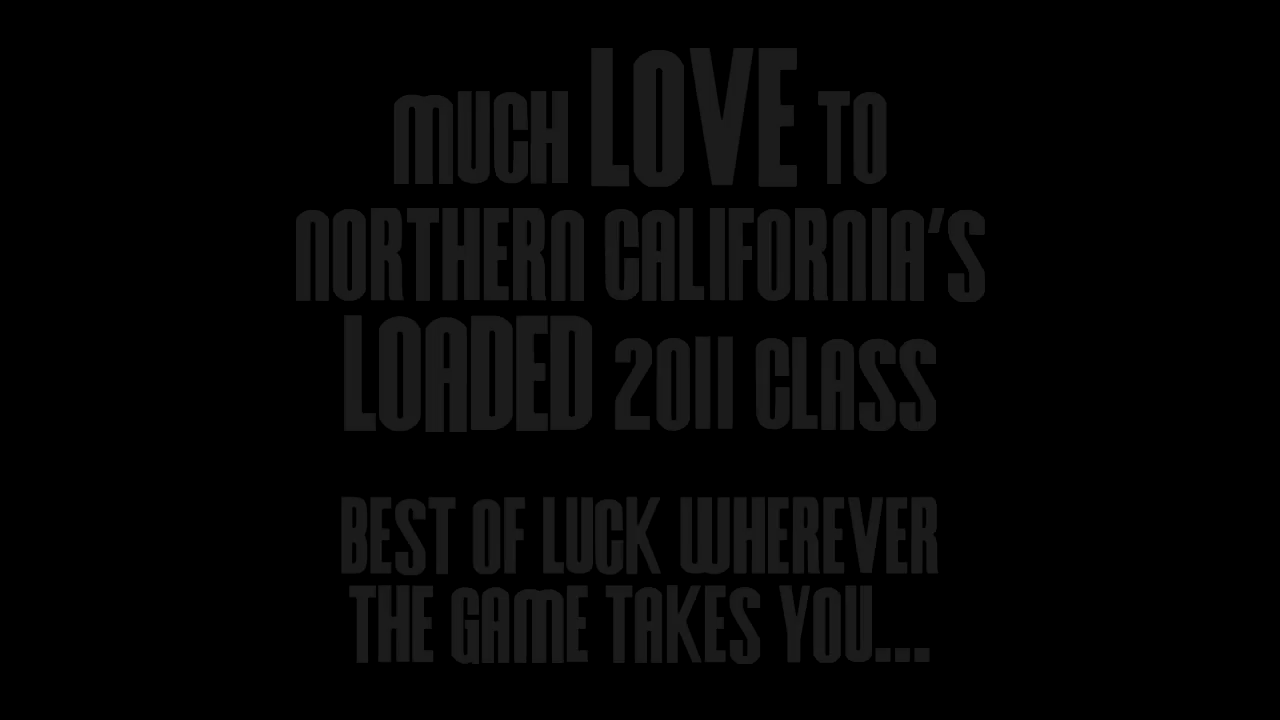 MUCH LOVE TO
NORTHERN CALIFORNIA'S
LOADED 2011 CLASS
BEST OF LUCK WHEREVER
THE GAME TAKES YOU...